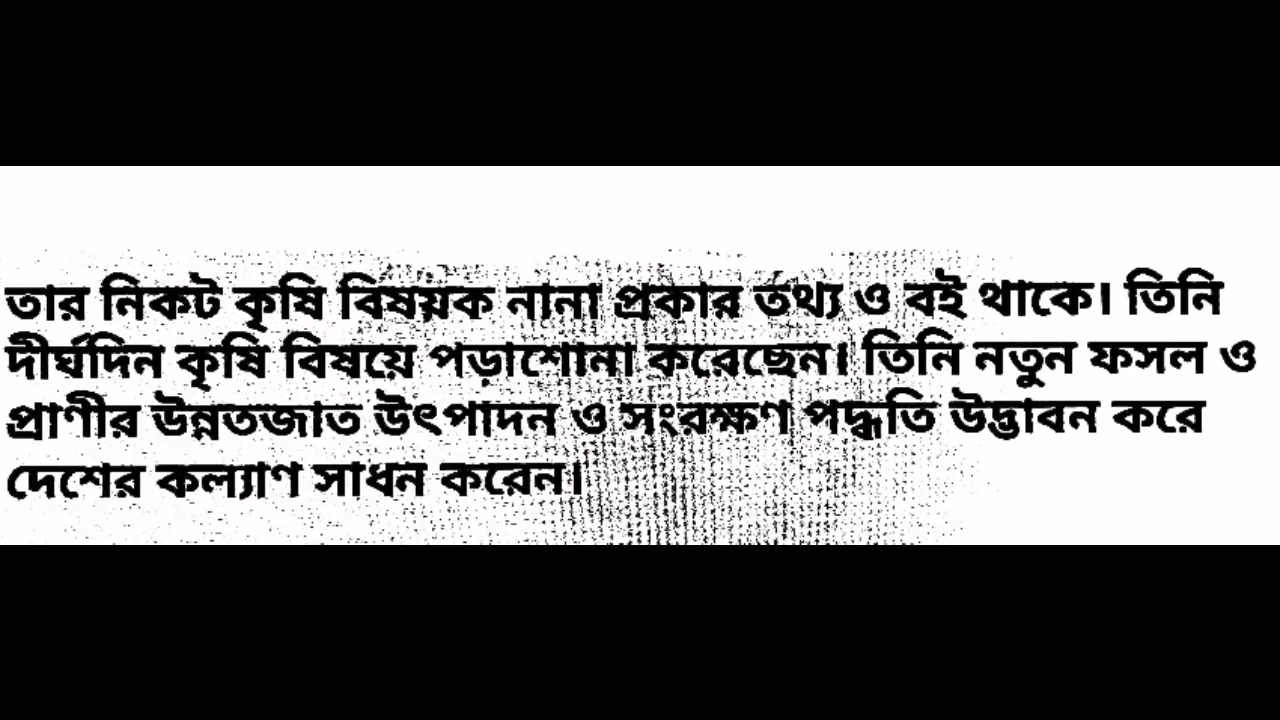 তার নিকট কৃষি বিষয়ক নানা প্রকার তথ্য ও বই থাকে। তিনি
দীর্ঘদিন কৃষি বিষয়ে পড়াশোনা করেছেন। তিনি নতুন ফসল ও
প্রাণীর উন্নতজাত উৎপাদন ও সংরক্ষণ পদ্ধতি উদ্ভাবন করে
দেশের কল্যাণ সাধন করেন।